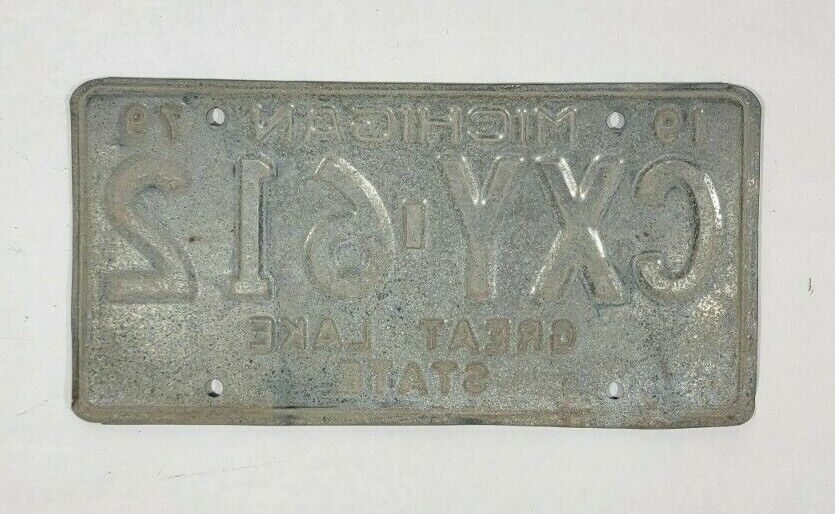 19 MICHIGAN 79
CXY-612
GREAT LAKE
STATE